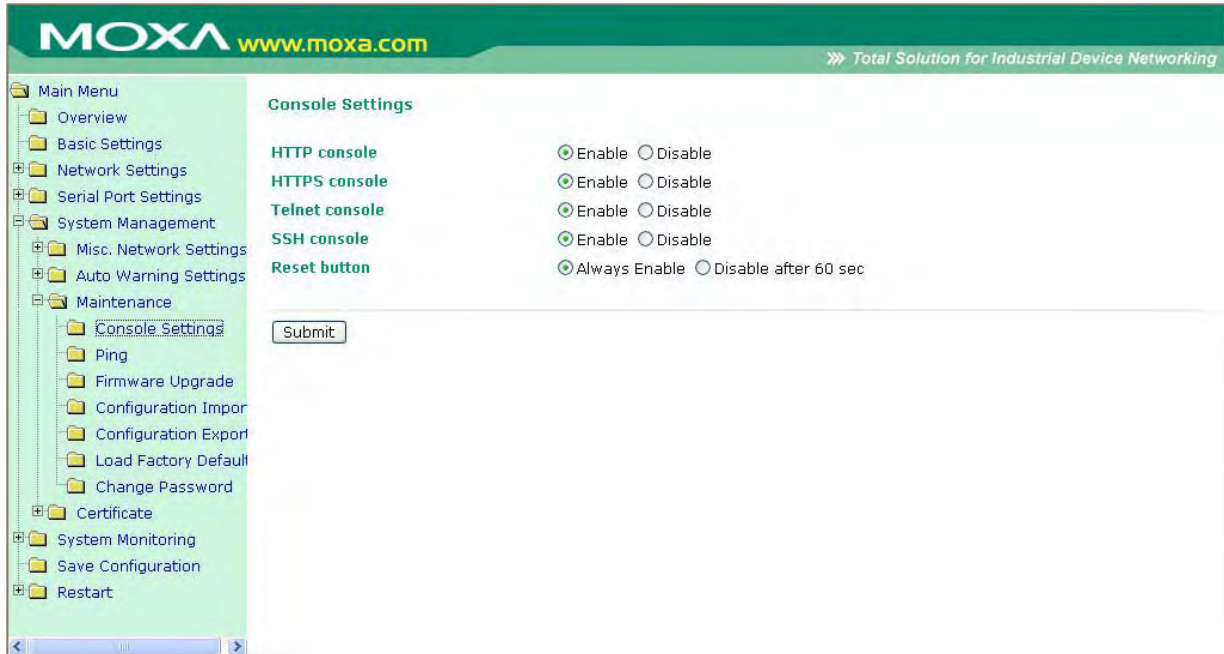 MOXA www.moxa.com
Total Solution for Industrial Device Networking
Main Menu
Overview
Basic Settings
Network Settings
Serial Port Settings
System Management
Misc. Network Settings
Auto Warning Settings
Maintenance
Console Settings
Ping
Firmware Upgrade
Configuration Impor
Configuration Export
Load Factory Default
Change Password
Certificate
System Monitoring
Save Configuration
Restart
Console Settings
HTTP console Enable Disable
HTTPS console Enable Disable
Telnet console Enable Disable
SSH console Enable Disable
Reset button Always Enable Disable after 60 sec
Submit